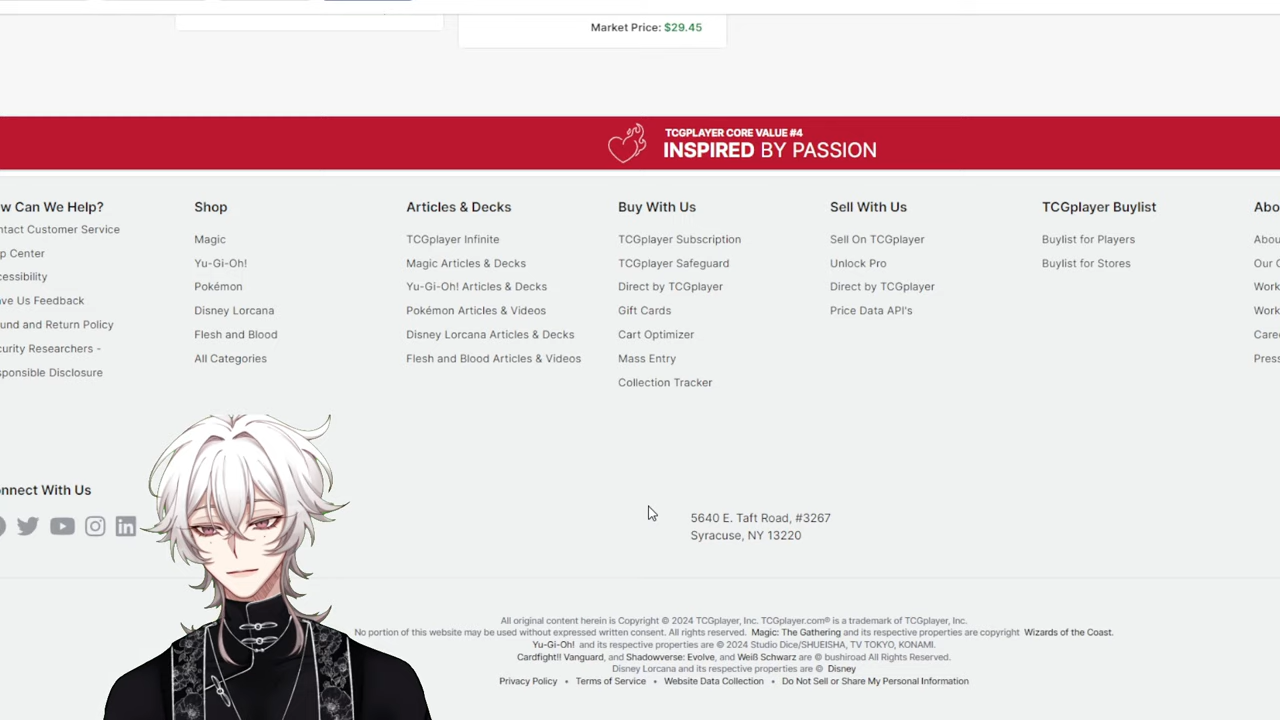 Market Price: $29.45
TCGPLAYER CORE VALUE #4
INSPIRED BY PASSION
w Can We Help?
ntact Customer Service
p Center
cessibility
ve Us Feedback
und and Return Policy
curity Researchers -
sponsible Disclosure
Shop
Magic
Yu-Gi-Oh!
Pokémon
Disney Lorcana
Flesh and Blood
All Categories
Articles & Decks
TCGplayer Infinite
Magic Articles & Decks
Yu-Gi-Oh! Articles & Decks
Pokémon Articles & Videos
Disney Lorcana Articles & Decks
Flesh and Blood Articles & Videos
Buy With Us
TCGplayer Subscription
TCGplayer Safeguard
Direct by TCGplayer
Gift Cards
Cart Optimizer
Mass Entry
Collection Tracker
Sell With Us
Sell On TCGplayer
Unlock Pro
Direct by TCGplayer
Price Data API's
TCGplayer Buylist
Buylist for Players
Buylist for Stores
Abo
Abou
Our C
Work
Work
Caree
Press
nnect With Us
5640 E. Taft Road, #3267
Syracuse, NY 13220
All original content herein is Copyright © 2024 TCGplayer, Inc. TCGplayer.com® is a trademark of TCGplayer, Inc.
No portion of this website may be used without expressed written consent. All rights reserved. Magic: The Gathering and its respective properties are copyright Wizards of the Coast.
Yu-Gi-Oh! and its respective properties are © 2024 Studio Dice/SHUEISHA, TV TOKYO, KONAMI.
Cardfight!! Vanguard, and Shadowverse: Evolve, and Weiß Schwarz are © bushiroad All Rights Reserved.
Disney Lorcana and its respective properties are © Disney
Privacy Policy • Terms of Service • Website Data Collection • Do Not Sell or Share My Personal Information